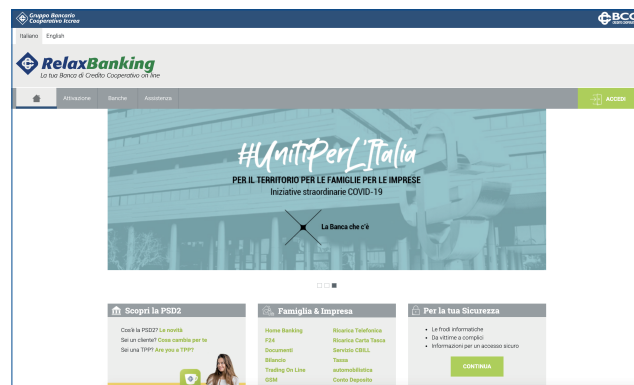 Gruppo Bancario
Cooperativo Iccrea
BCC
CREDITO COOPERATIVO
Italiano English
RelaxBanking
La tua Banca di Credito Cooperativo on line
Attivazione Banche Assistenza
ACCEDI
#UnitiPerL'Italia
PER IL TERRITORIO PER LE FAMIGLIE PER LE IMPRESE
Iniziative straordinarie COVID-19
La Banca che c'è
Scopri la PSD2
Cos'è la PSD2? Le novità
Sei un cliente? Cosa cambia per te
Sei una TPP? Are you a TPP?
Famiglia & Impresa
Home Banking Ricarica Telefonica
F24 Ricarica Carta Tasca
Documenti Servizio CBILL
Bilancio Tassa
Trading On Line automobilistica
GSM Conto Deposito
Per la tua Sicurezza
Le frodi informatiche
Da vittime a complici
Informazioni per un accesso sicuro
CONTINUA